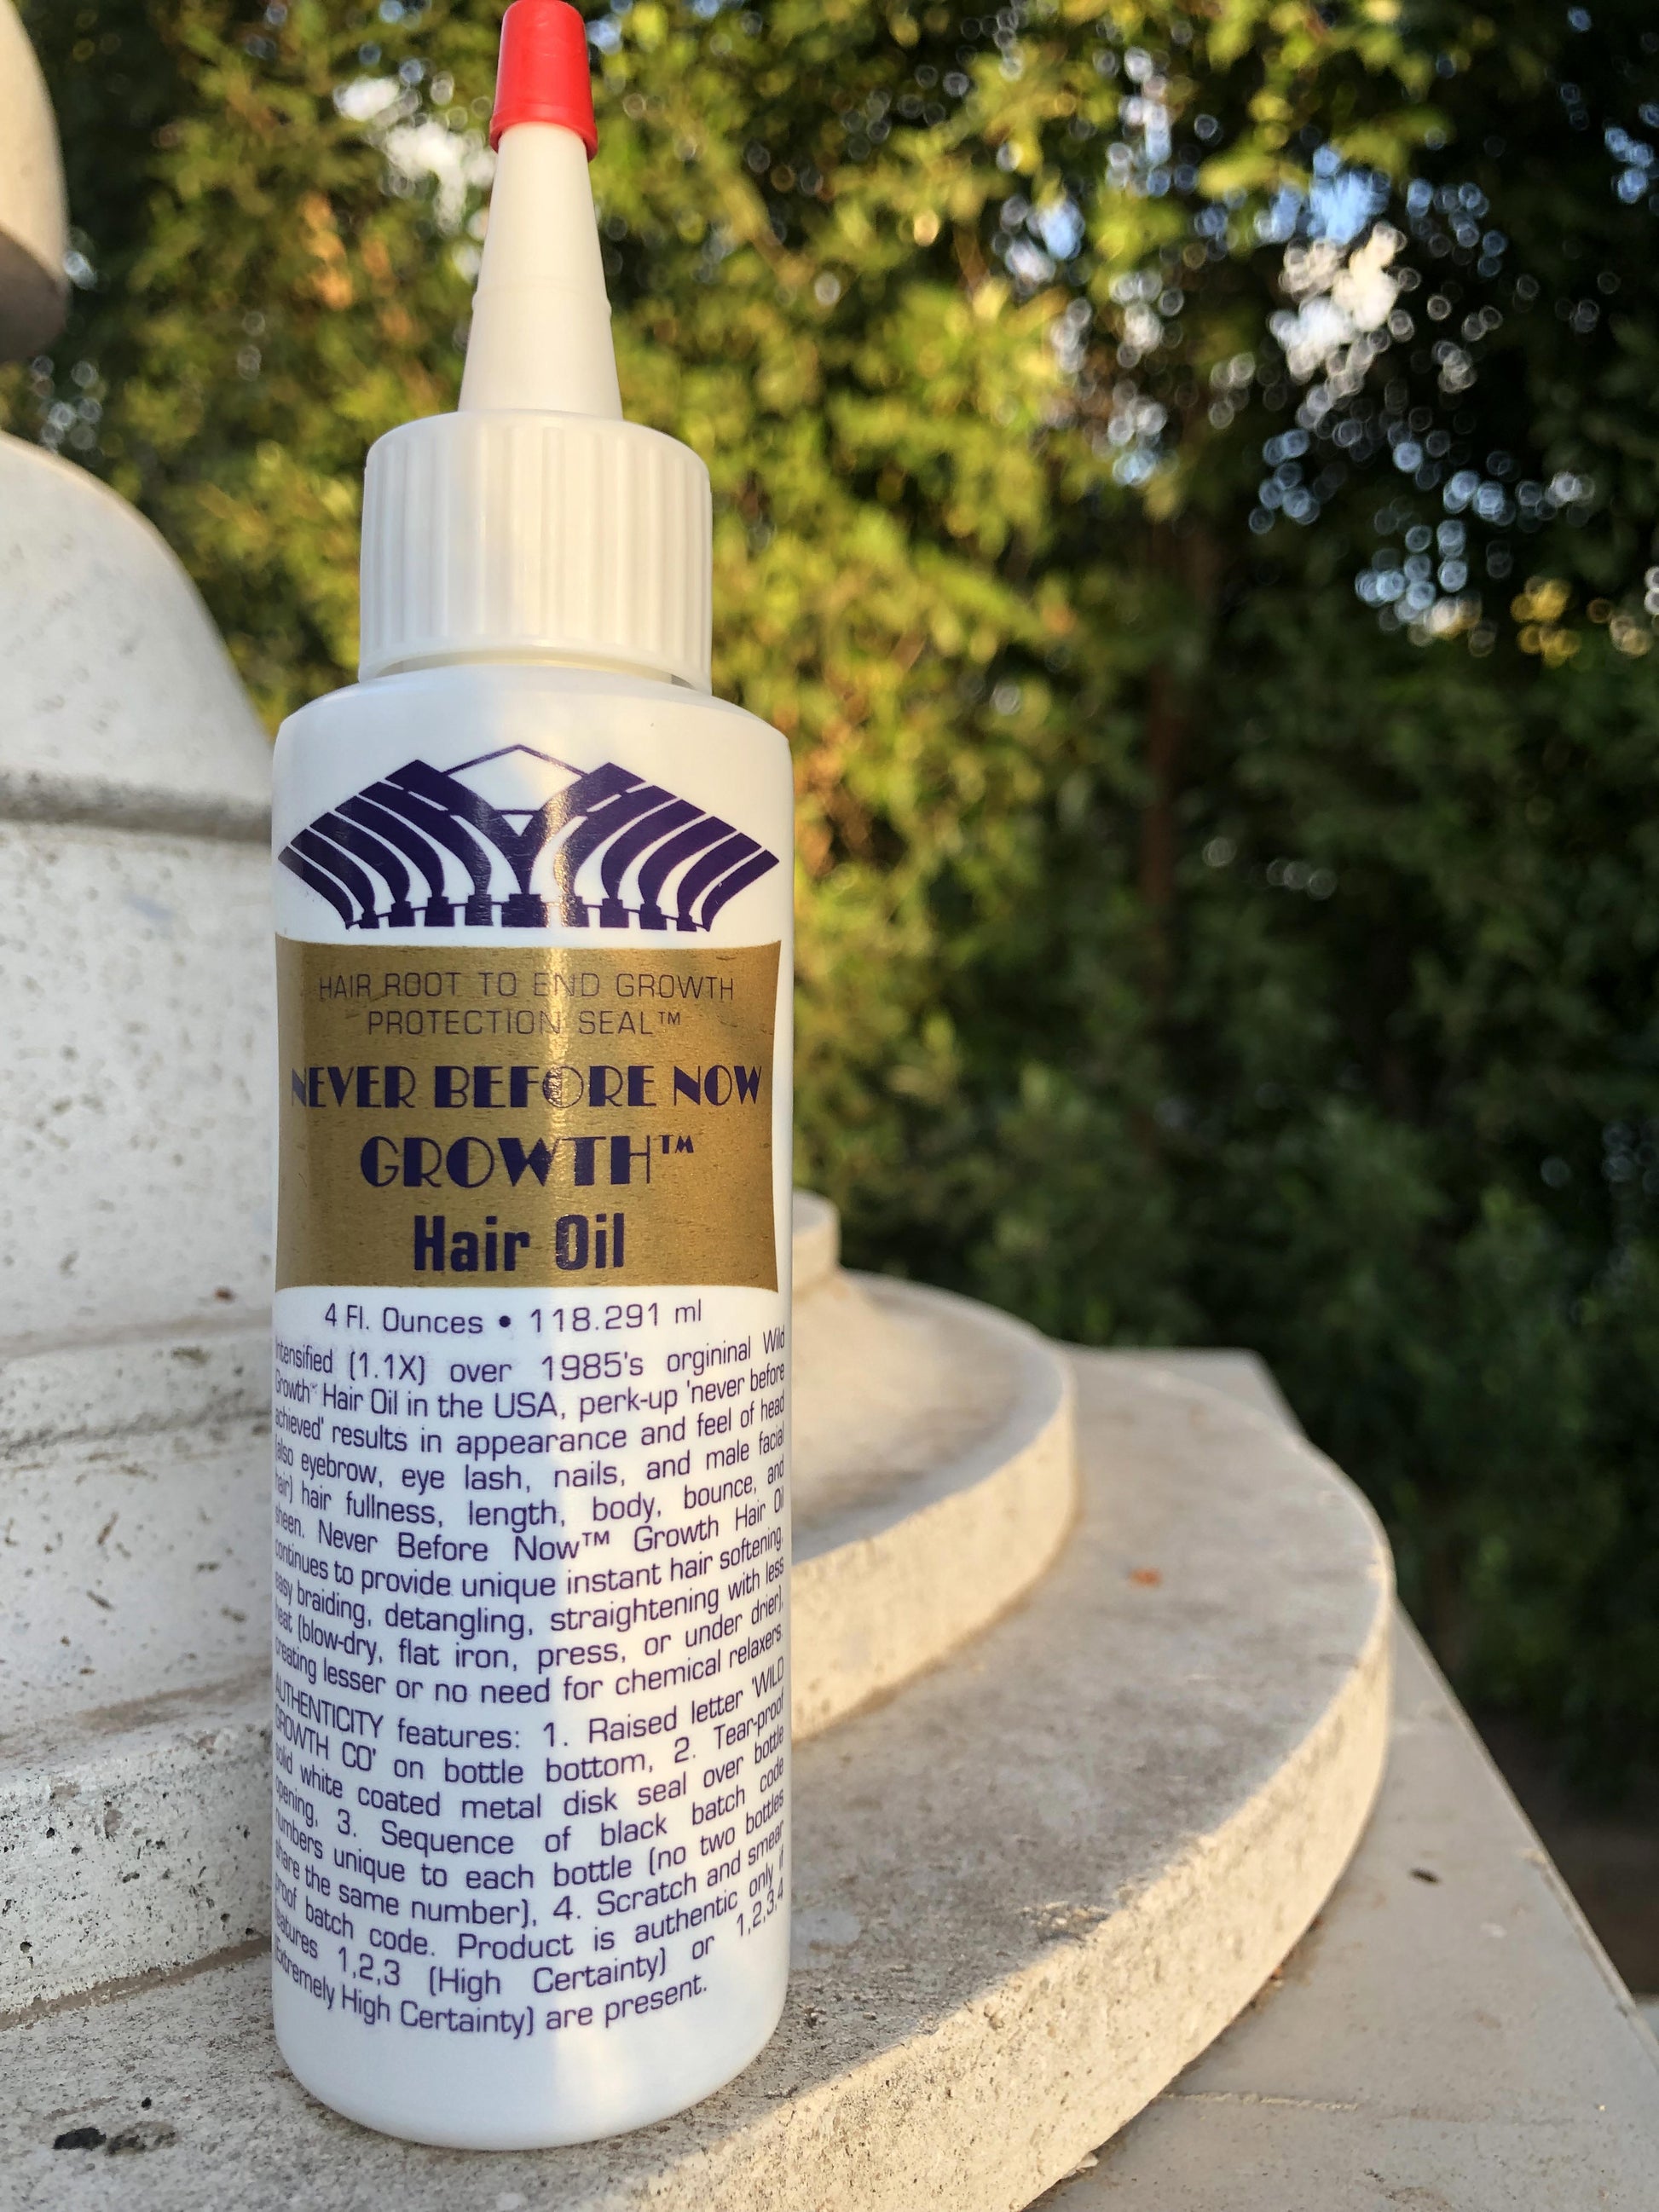 HAIR ROOT TO END GROWTH
PROTECTION SEAL™
NEVER BEFORE NOW
GROWTH™
Hair Oil
4 Fl. Ounces • 118.291 ml
Intensified (1.1X) over 1985's orgininal Wild
Growth™ Hair Oil in the USA, perk-up 'never before
achieved' results in appearance and feel of head
(also eyebrow, eye lash, nails, and male facial
hair) hair fullness, length, body, bounce, and
sheen. Never Before Now™ Growth Hair Oil
continues to provide unique instant hair softening,
easy braiding, detangling, straightening with less
heat (blow-dry, flat iron, press, or under drier),
creating lesser or no need for chemical relaxers.
AUTHENTICITY features: 1. Raised letter 'WILD
GROWTH CO' on bottle bottom, 2. Tear-proof
solid white coated metal disk seal over bottle
opening, 3. Sequence of black batch code
numbers unique to each bottle (no two bottles
share the same number), 4. Scratch and smear
proof batch code. Product is authentic only if
features 1,2,3 (High Certainty) or 1,2,3,4
(Extremely High Certainty) are present.